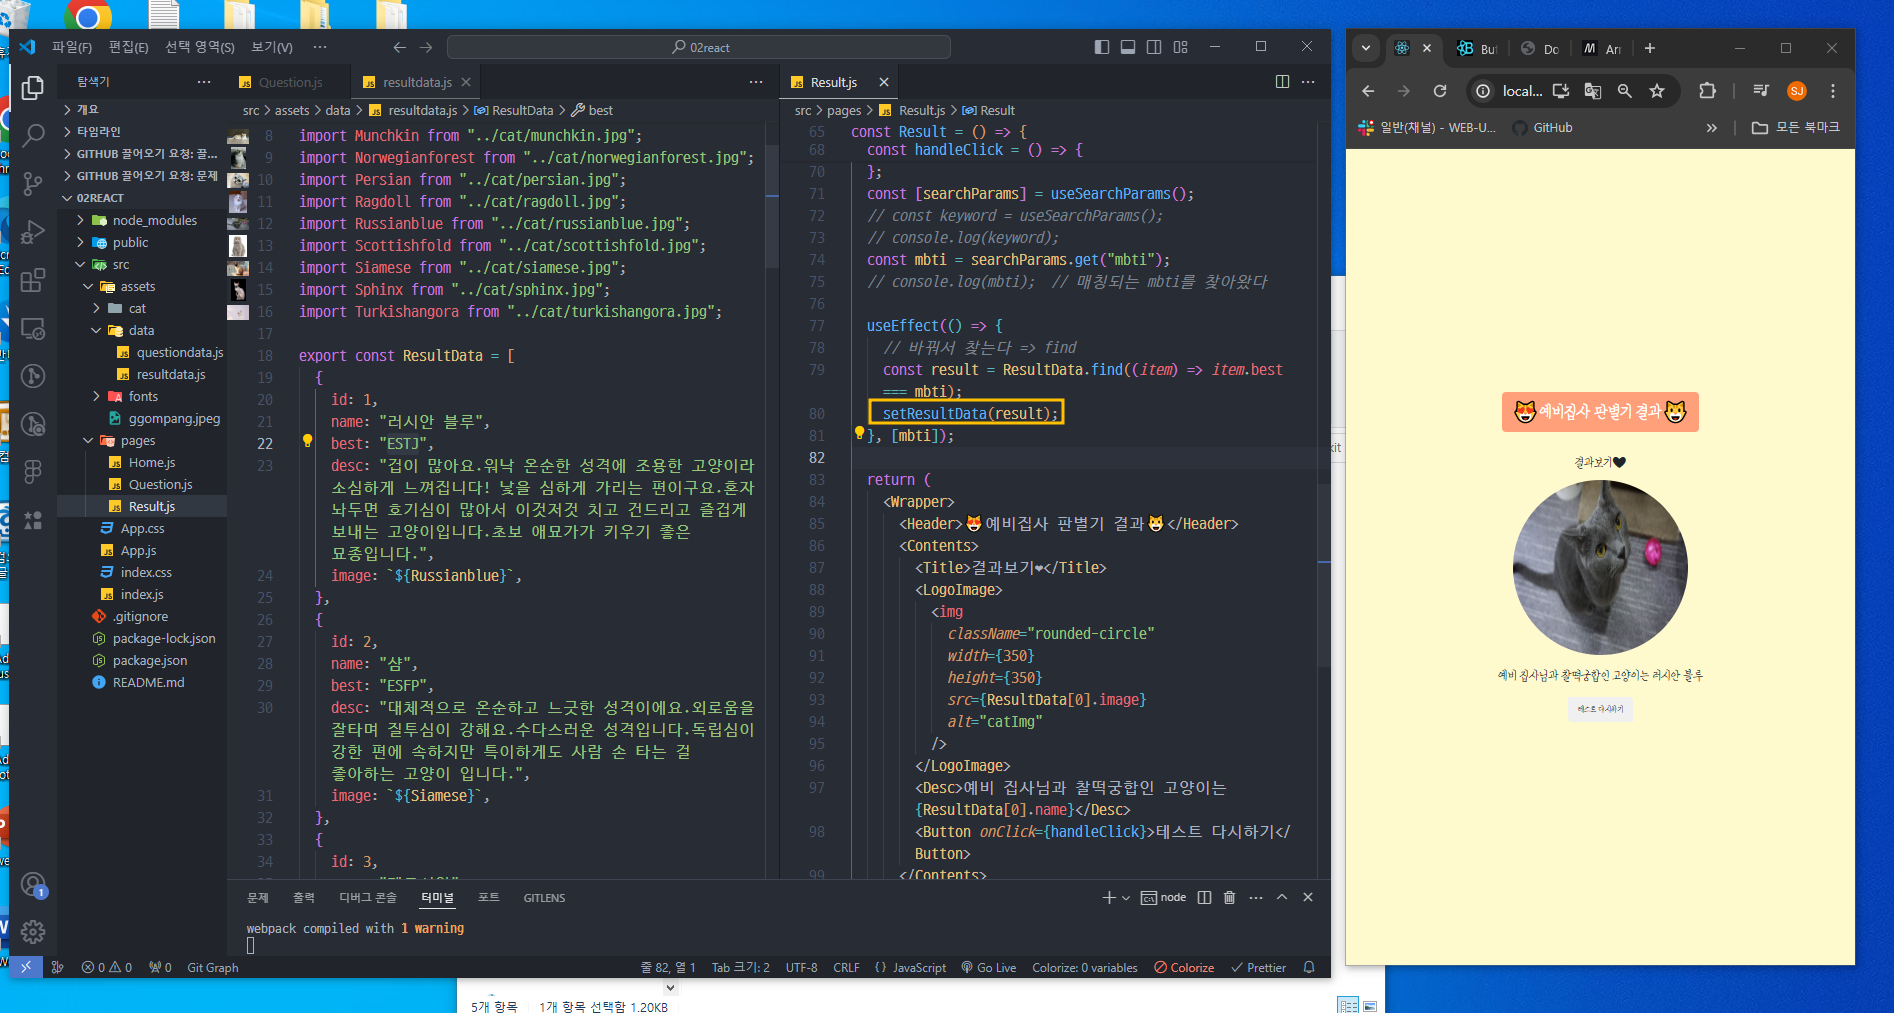 파일(F) 편집(E) 선택 영역(S) 보기(V) ···
02react
탐색기
개요
타임라인
GITHUB 끌어오기 요청: 끌...
GITHUB 끌어오기 요청: 문제
02REACT
node_modules
public
src
assets
cat
data
questiondata.js
resultdata.js
fonts
ggompang.jpeg
pages
Home.js
Question.js
Result.js
App.css
App.js
index.css
index.js
.gitignore
package-lock.json
package.json
README.md
Question.js
resultdata.js
src > assets > data > resultdata.js > ResultData > best
8 import Munchkin from "../cat/munchkin.jpg";
9 import Norwegianforest from "../cat/norwegianforest.jpg";
10 import Persian from "../cat/persian.jpg";
11 import Ragdoll from "../cat/ragdoll.jpg";
12 import Russianblue from "../cat/russianblue.jpg";
13 import Scottishfold from "../cat/scottishfold.jpg";
14 import Siamese from "../cat/siamese.jpg";
15 import Sphinx from "../cat/sphinx.jpg";
16 import Turkishangora from "../cat/turkishangora.jpg";
17
18 export const ResultData = [
19 {
20 id: 1,
21 name: "러시안 블루",
22 best: "ESTJ",
23 desc: "겁이 많아요.워낙 온순한 성격에 조용한 고양이라
소심하게 느껴집니다! 낯을 심하게 가리는 편이구요.혼자
놔두면 호기심이 많아서 이것저것 치고 건드리고 즐겁게
보내는 고양이입니다.초보 애묘가가 키우기 좋은
묘종입니다.",
24 image: `${Russianblue}`,
25 },
26 {
27 id: 2,
28 name: "샴",
29 best: "ESFP",
30 desc: "대체적으로 온순하고 느긋한 성격이에요.외로움을
잘타며 질투심이 강해요.수다스러운 성격입니다.독립심이
강한 편에 속하지만 특이하게도 사람 손 타는 걸
좋아하는 고양이 입니다.",
31 image: `${Siamese}`,
32 },
33 {
34 id: 3,
Result.js
src > pages > Result.js > Result
65 const Result = () => {
68 const handleClick = () => {
70 };
71 const [searchParams] = useSearchParams();
72 // const keyword = useSearchParams();
73 // console.log(keyword);
74 const mbti = searchParams.get("mbti");
75 // console.log(mbti); // 매칭되는 mbti를 찾아왔다
76
77 useEffect(() => {
78 // 바꿔서 찾는다 => find
79 const result = ResultData.find((item) => item.best
=== mbti);
80 setResultData(result);
81 }, [mbti]);
82
83 return (
84 <Wrapper>
85 <Header>😻예비집사 판별기 결과😺</Header>
86 <Contents>
87 <Title>결과보기❤</Title>
88 <LogoImage>
89 <img
90 className="rounded-circle"
91 width={350}
92 height={350}
93 src={ResultData[0].image}
94 alt="catImg"
95 />
96 </LogoImage>
97 <Desc>예비 집사님과 찰떡궁합인 고양이는
{ResultData[0].name}</Desc>
98 <Button onClick={handleClick}>테스트 다시하기</
Button>
99 </Contents>
문제 출력 디버그 콘솔 터미널 포트 GITLENS
node
webpack compiled with 1 warning
0 0 0 Git Graph
줄 82, 열 1 Tab 크기: 2 UTF-8 CRLF {} JavaScript Go Live Colorize: 0 variables Colorize Prettier
1
5개 항목 1개 항목 선택함 1.20KB
Do
local...
SJ
일반(채널) - WEB-U... GitHub » 모든 북마크
😻예비집사 판별기 결과😺
결과보기🖤
예비 집사님과 찰떡궁합인 고양이는 러시안 블루
테스트 다시하기